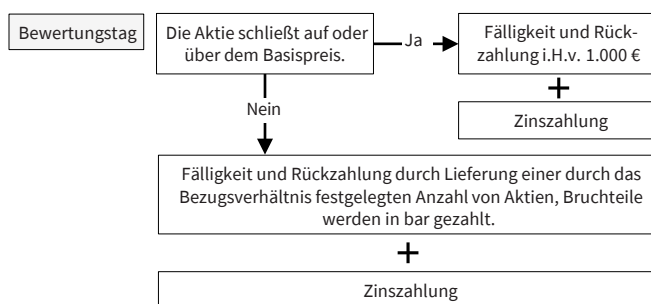 Bewertungstag
Die Aktie schließt auf oder
über dem Basispreis.
Ja
Fälligkeit und Rück-
zahlung i.H.v. 1.000 €
+
Zinszahlung
Nein
Fälligkeit und Rückzahlung durch Lieferung einer durch das
Bezugsverhältnis festgelegten Anzahl von Aktien, Bruchteile
werden in bar gezahlt.
+
Zinszahlung